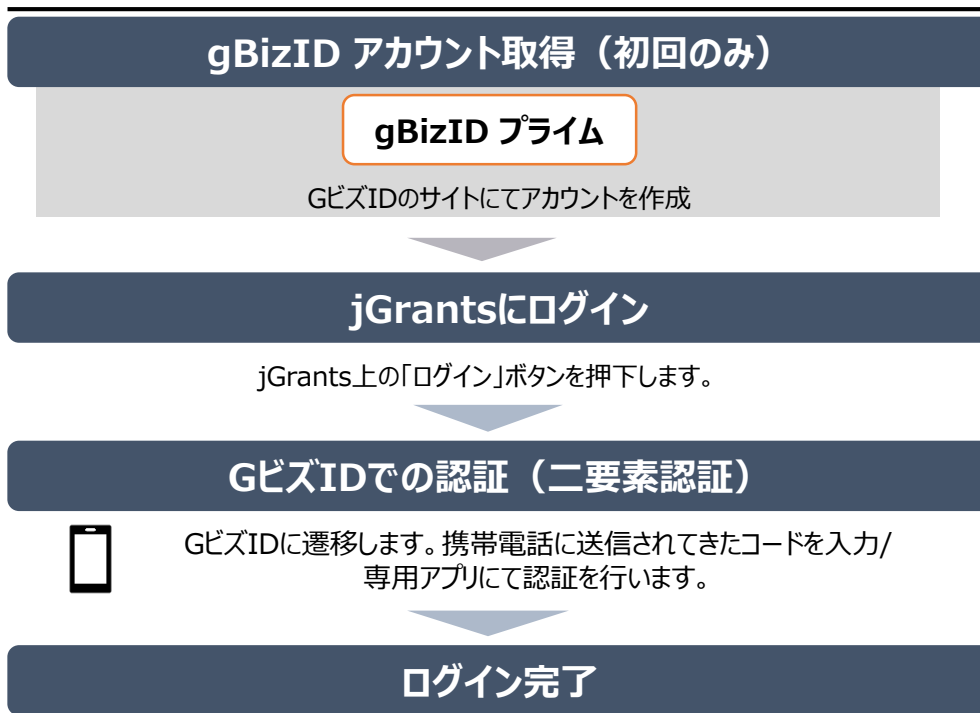 gBizID アカウント取得（初回のみ）
gBizID プライム
GビズIDのサイトにてアカウントを作成
jGrantsにログイン
jGrants上の「ログイン」ボタンを押下します。
GビズIDでの認証（二要素認証）
GビズIDに遷移します。携帯電話に送信されてきたコードを入力/
専用アプリにて認証を行います。
ログイン完了